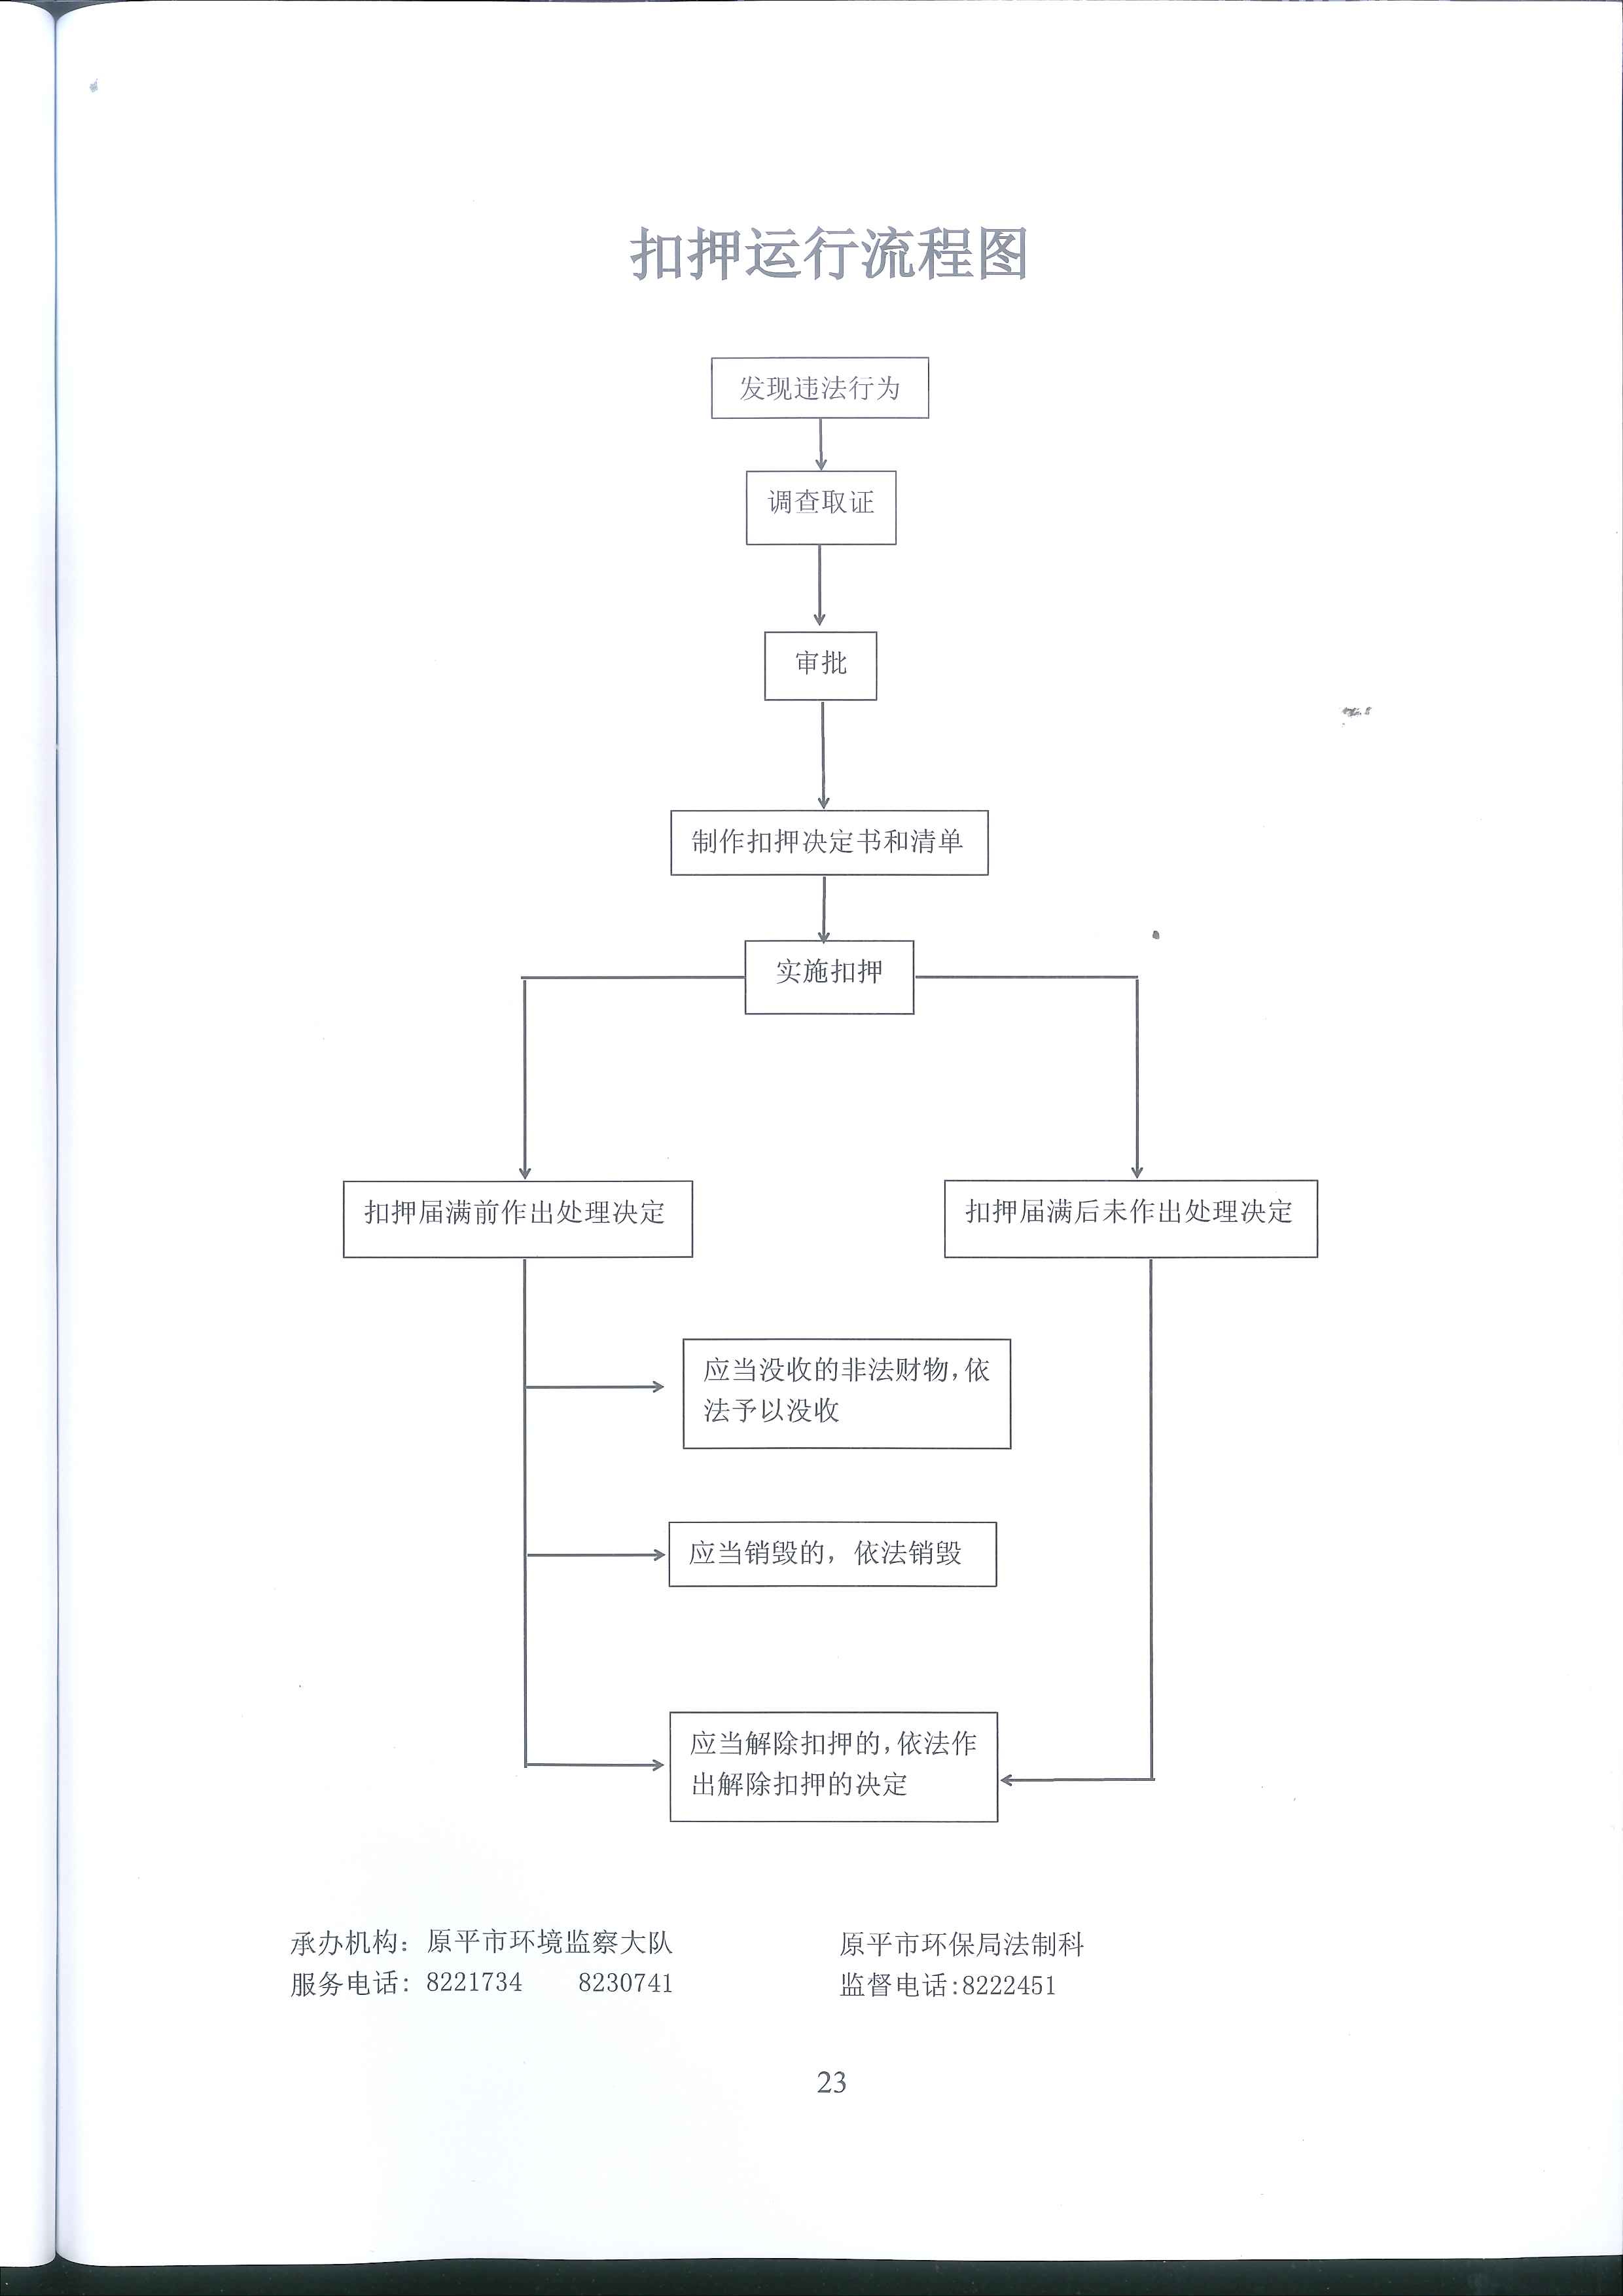 扣押运行流程图
发现违法行为
调查取证
审批
制作扣押决定书和清单
实施扣押
扣押届满前作出处理决定
扣押届满后未作出处理决定
应当没收的非法财物，依
法予以没收
应当销毁的，依法销毁
应当解除扣押的，依法作
出解除扣押的决定
承办机构：原平市环境监察大队 原平市环保局法制科
服务电话：8221734 8230741 监督电话:8222451
23